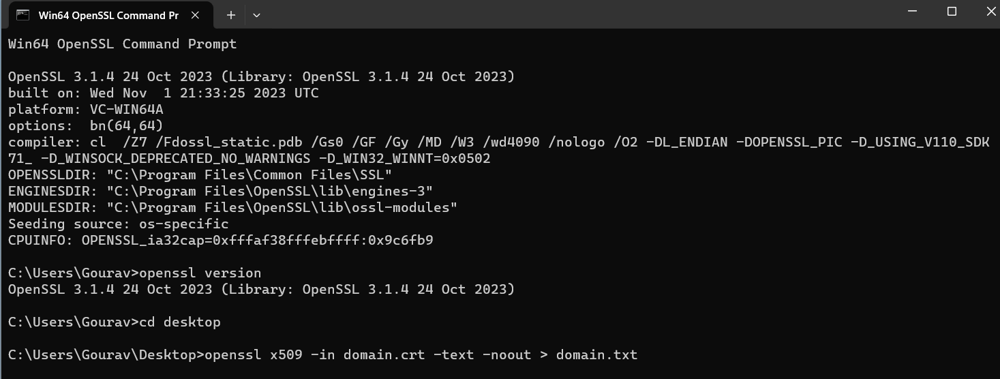 Win64 OpenSSL Command Pr
Win64 OpenSSL Command Prompt
OpenSSL 3.1.4 24 Oct 2023 (Library: OpenSSL 3.1.4 24 Oct 2023)
built on: Wed Nov  1 21:33:25 2023 UTC
platform: VC-WIN64A
options:  bn(64,64)
compiler: cl  /Z7 /Fdossl_static.pdb /Gs0 /GF /Gy /MD /W3 /wd4090 /nologo /O2 -DL_ENDIAN -DOPENSSL_PIC -D_USING_V110_SDK
71_ -D_WINSOCK_DEPRECATED_NO_WARNINGS -D_WIN32_WINNT=0x0502
OPENSSLDIR: "C:\Program Files\Common Files\SSL"
ENGINESDIR: "C:\Program Files\OpenSSL\lib\engines-3"
MODULESDIR: "C:\Program Files\OpenSSL\lib\ossl-modules"
Seeding source: os-specific
CPUINFO: OPENSSL_ia32cap=0xfffaf38fffebffff:0x9c6fb9
C:\Users\Gourav>openssl version
OpenSSL 3.1.4 24 Oct 2023 (Library: OpenSSL 3.1.4 24 Oct 2023)
C:\Users\Gourav>cd desktop
C:\Users\Gourav\Desktop>openssl x509 -in domain.crt -text -noout > domain.txt